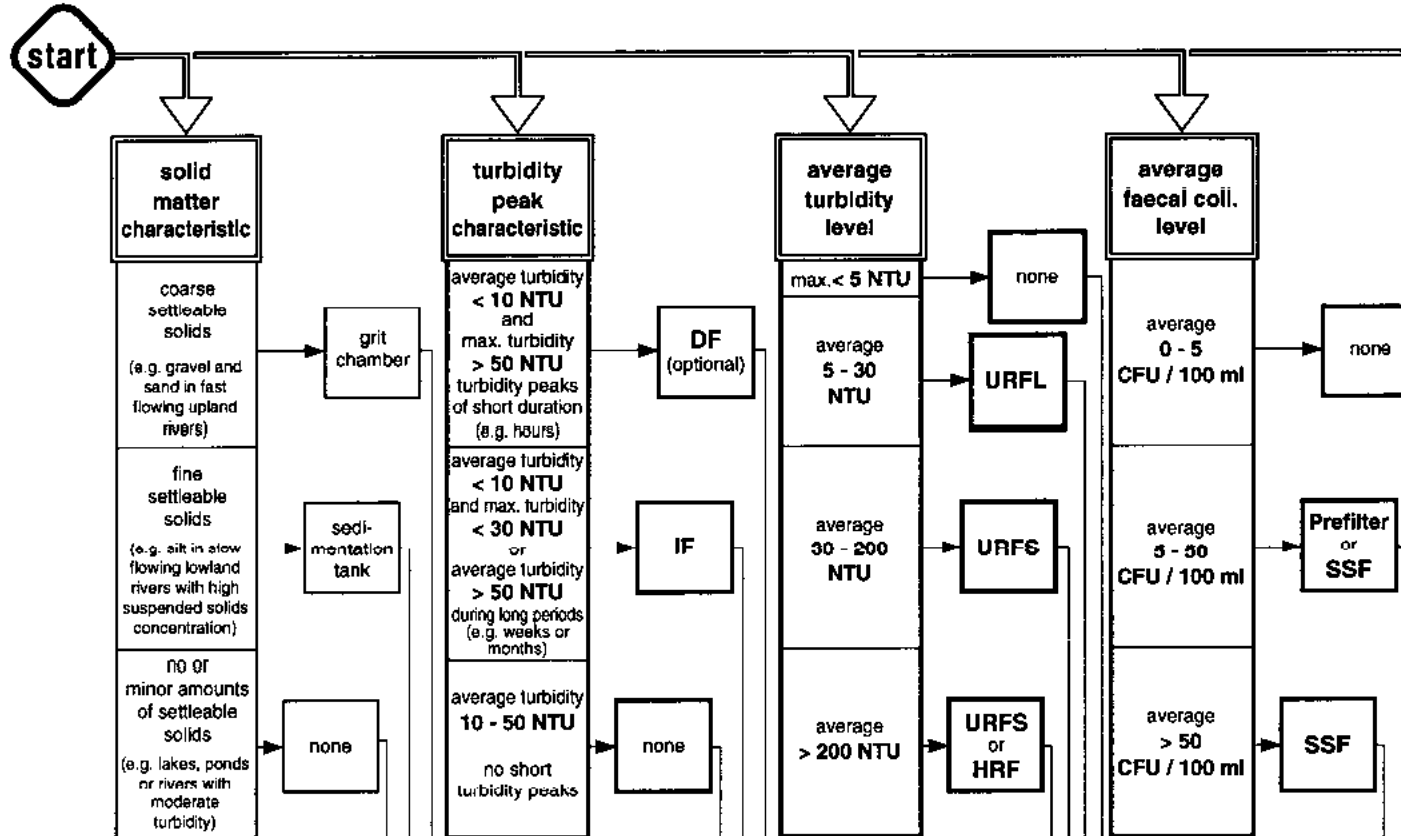 start
solid
matter
characteristic
coarse
settleable
solids
(e.g. gravel and
sand in fast
flowing upland
rivers)
grit
chamber
fine
settleable
solids
(e.g. silt in slow
flowing lowland
rivers with high
suspended solids
concentration)
sedi-
mentation
tank
no or
minor amounts
of settleable
solids
(e.g. lakes, ponds
or rivers with
moderate
turbidity)
none
turbidity
peak
characteristic
average turbidity
< 10 NTU
and
max. turbidity
> 50 NTU
turbidity peaks
of short duration
(e.g. hours)
DF
(optional)
average turbidity
< 10 NTU
and max. turbidity
< 30 NTU
or
average turbidity
> 50 NTU
during long periods
(e.g. weeks or
months)
IF
average turbidity
10 - 50 NTU
no short
turbidity peaks
none
average
turbidity
level
max.< 5 NTU
none
average
5 - 30
NTU
URFL
average
30 - 200
NTU
URFS
average
> 200 NTU
URFS
or
HRF
average
faecal coli.
level
average
0 - 5
CFU / 100 ml
none
average
5 - 50
CFU / 100 ml
Prefilter
or
SSF
average
> 50
CFU / 100 ml
SSF